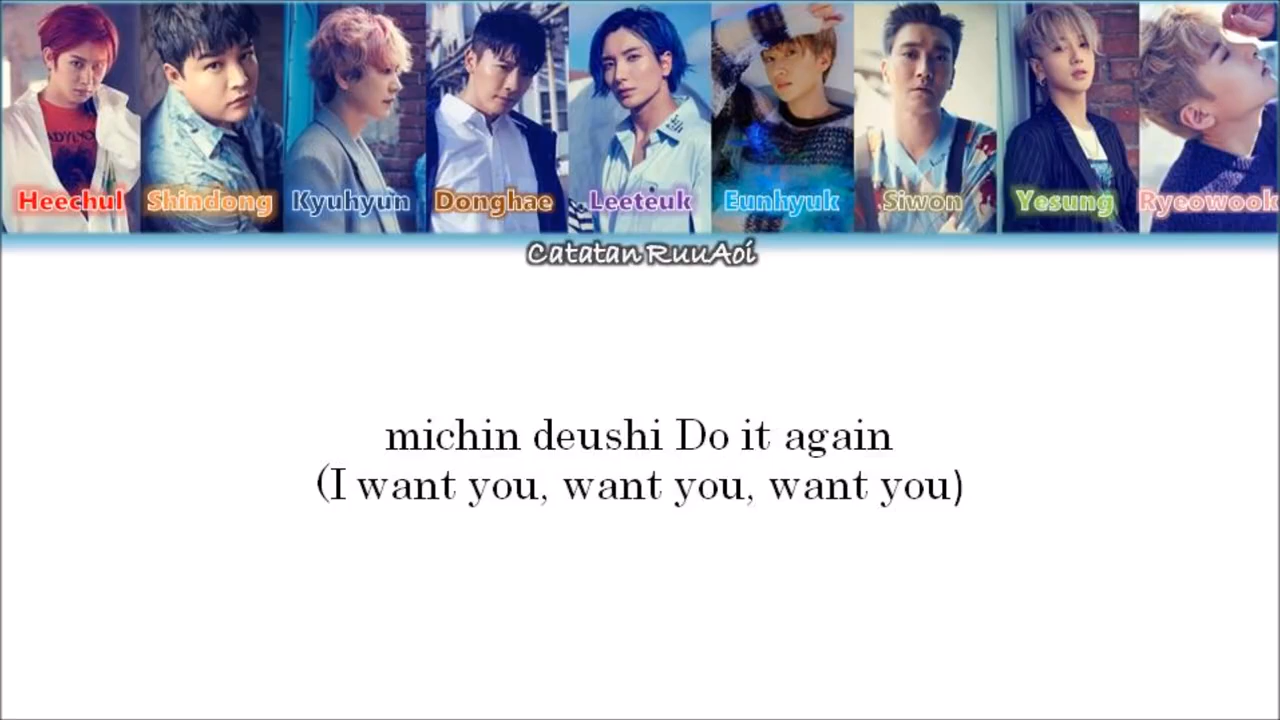 Heechul Shindong Kyuhyun Donghae Leeteuk Eunhyuk Siwon Yesung Ryeowook
Catatan RuuAoi
michin deushi Do it again
(I want you, want you, want you)